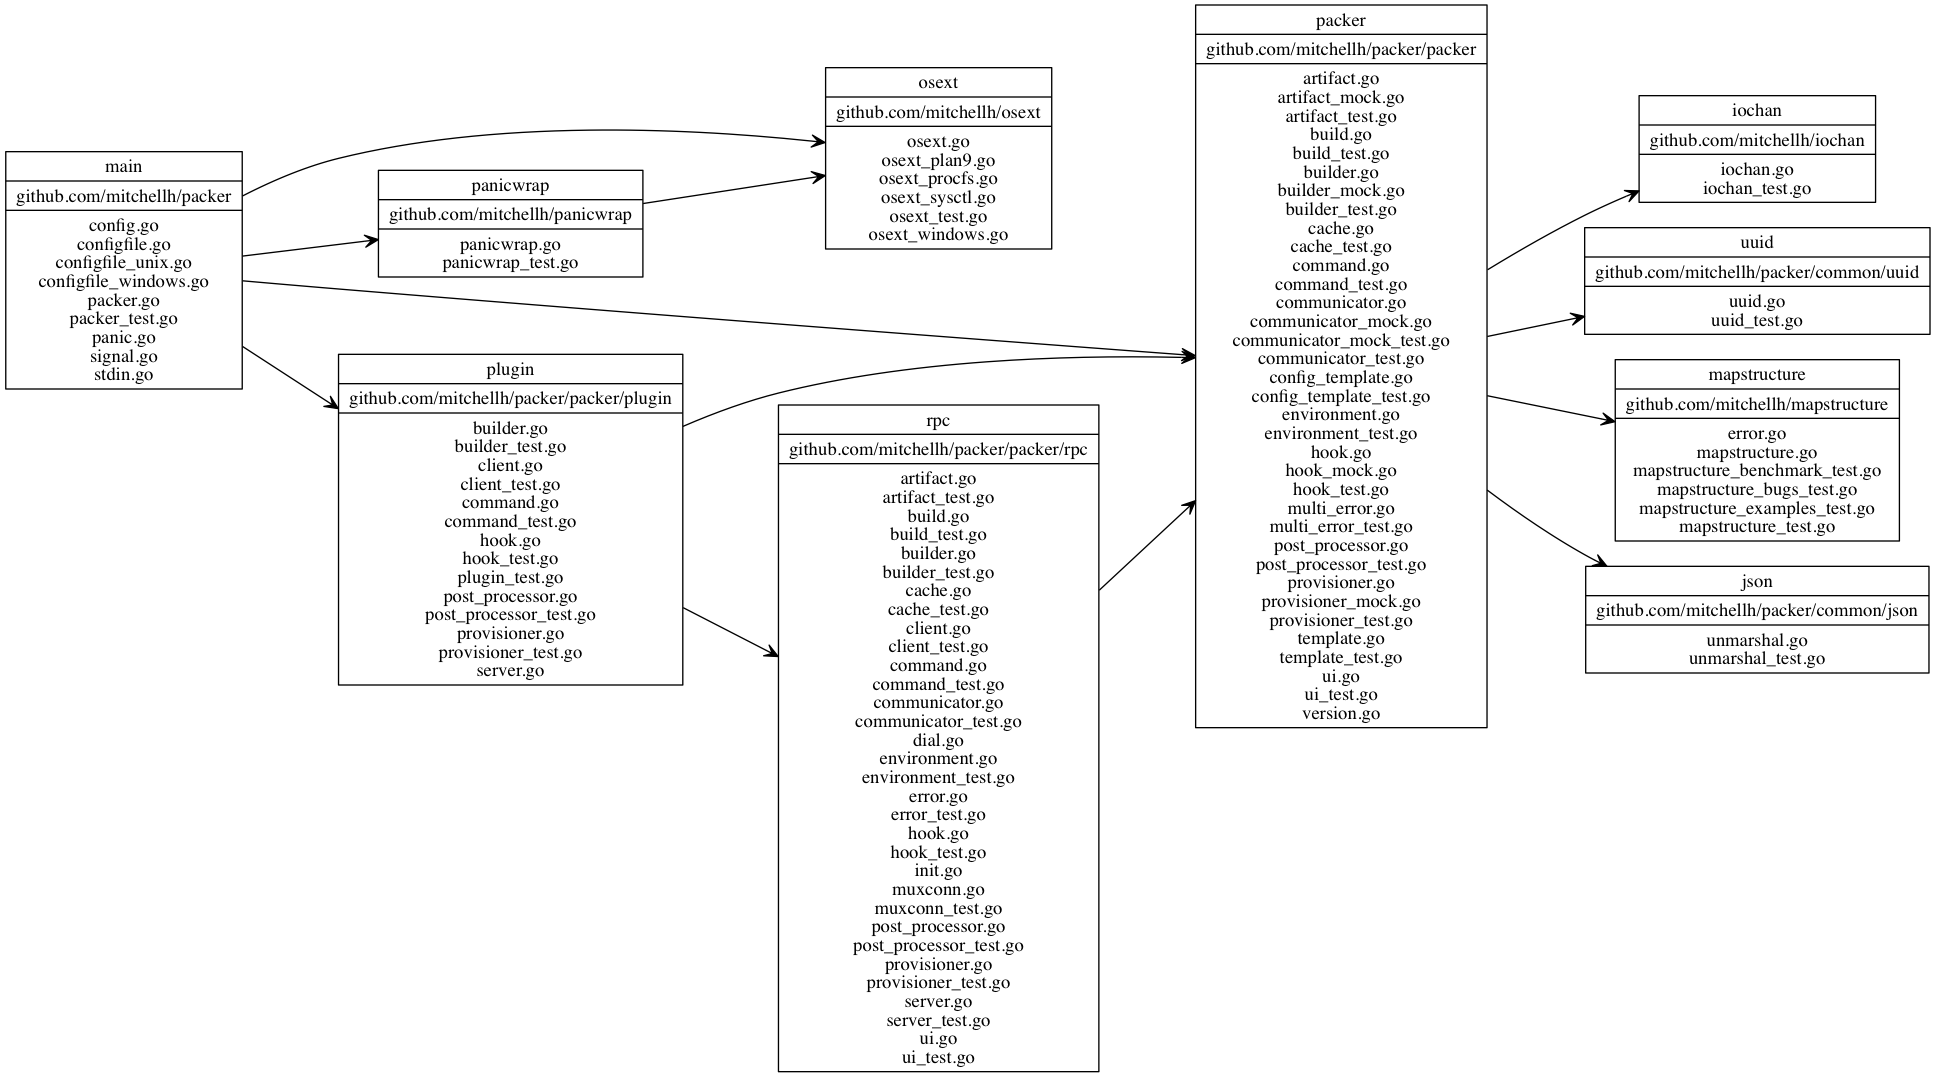 main
github.com/mitchellh/packer
config.go
configfile.go
configfile_unix.go
configfile_windows.go
packer.go
packer_test.go
panic.go
signal.go
stdin.go
panicwrap
github.com/mitchellh/panicwrap
panicwrap.go
panicwrap_test.go
plugin
github.com/mitchellh/packer/packer/plugin
builder.go
builder_test.go
client.go
client_test.go
command.go
command_test.go
hook.go
hook_test.go
plugin_test.go
post_processor.go
post_processor_test.go
provisioner.go
provisioner_test.go
server.go
osext
github.com/mitchellh/osext
osext.go
osext_plan9.go
osext_procfs.go
osext_sysctl.go
osext_test.go
osext_windows.go
rpc
github.com/mitchellh/packer/packer/rpc
artifact.go
artifact_test.go
build.go
build_test.go
builder.go
builder_test.go
cache.go
cache_test.go
client.go
client_test.go
command.go
command_test.go
communicator.go
communicator_test.go
dial.go
environment.go
environment_test.go
error.go
error_test.go
hook.go
hook_test.go
init.go
muxconn.go
muxconn_test.go
post_processor.go
post_processor_test.go
provisioner.go
provisioner_test.go
server.go
server_test.go
ui.go
ui_test.go
packer
github.com/mitchellh/packer/packer
artifact.go
artifact_mock.go
artifact_test.go
build.go
build_test.go
builder.go
builder_mock.go
builder_test.go
cache.go
cache_test.go
command.go
command_test.go
communicator.go
communicator_mock.go
communicator_mock_test.go
communicator_test.go
config_template.go
config_template_test.go
environment.go
environment_test.go
hook.go
hook_mock.go
hook_test.go
multi_error.go
multi_error_test.go
post_processor.go
post_processor_test.go
provisioner.go
provisioner_mock.go
provisioner_test.go
template.go
template_test.go
ui.go
ui_test.go
version.go
iochan
github.com/mitchellh/iochan
iochan.go
iochan_test.go
uuid
github.com/mitchellh/packer/common/uuid
uuid.go
uuid_test.go
mapstructure
github.com/mitchellh/mapstructure
error.go
mapstructure.go
mapstructure_benchmark_test.go
mapstructure_bugs_test.go
mapstructure_examples_test.go
mapstructure_test.go
json
github.com/mitchellh/packer/common/json
unmarshal.go
unmarshal_test.go